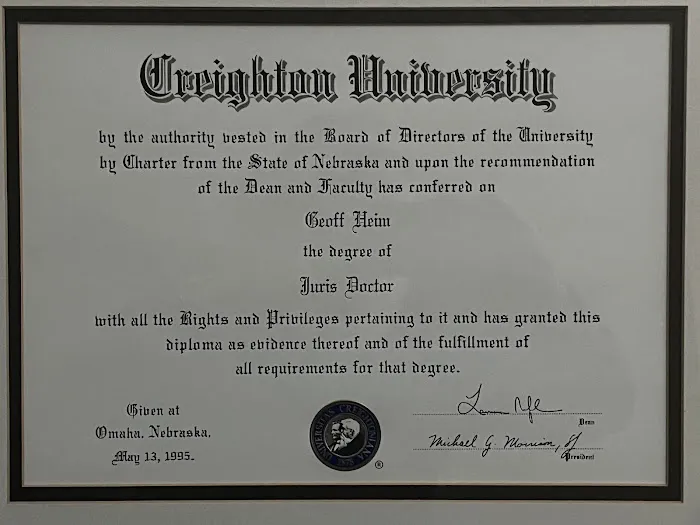 Creighton University
by the authority vested in the Board of Directors of the University
by Charter from the State of Nebraska and upon the recommendation
of the Dean and Faculty has conferred on
Geoff Heim
the degree of
Juris Doctor
with all the Rights and Privileges pertaining to it and has granted this
diploma as evidence thereof and of the fulfillment of
all requirements for that degree.
Given at
Omaha, Nebraska,
May 13, 1995.
UNIVERSITAS CREIGHTONIANA
®
Dean
Michael G. Morrison, SJ
President